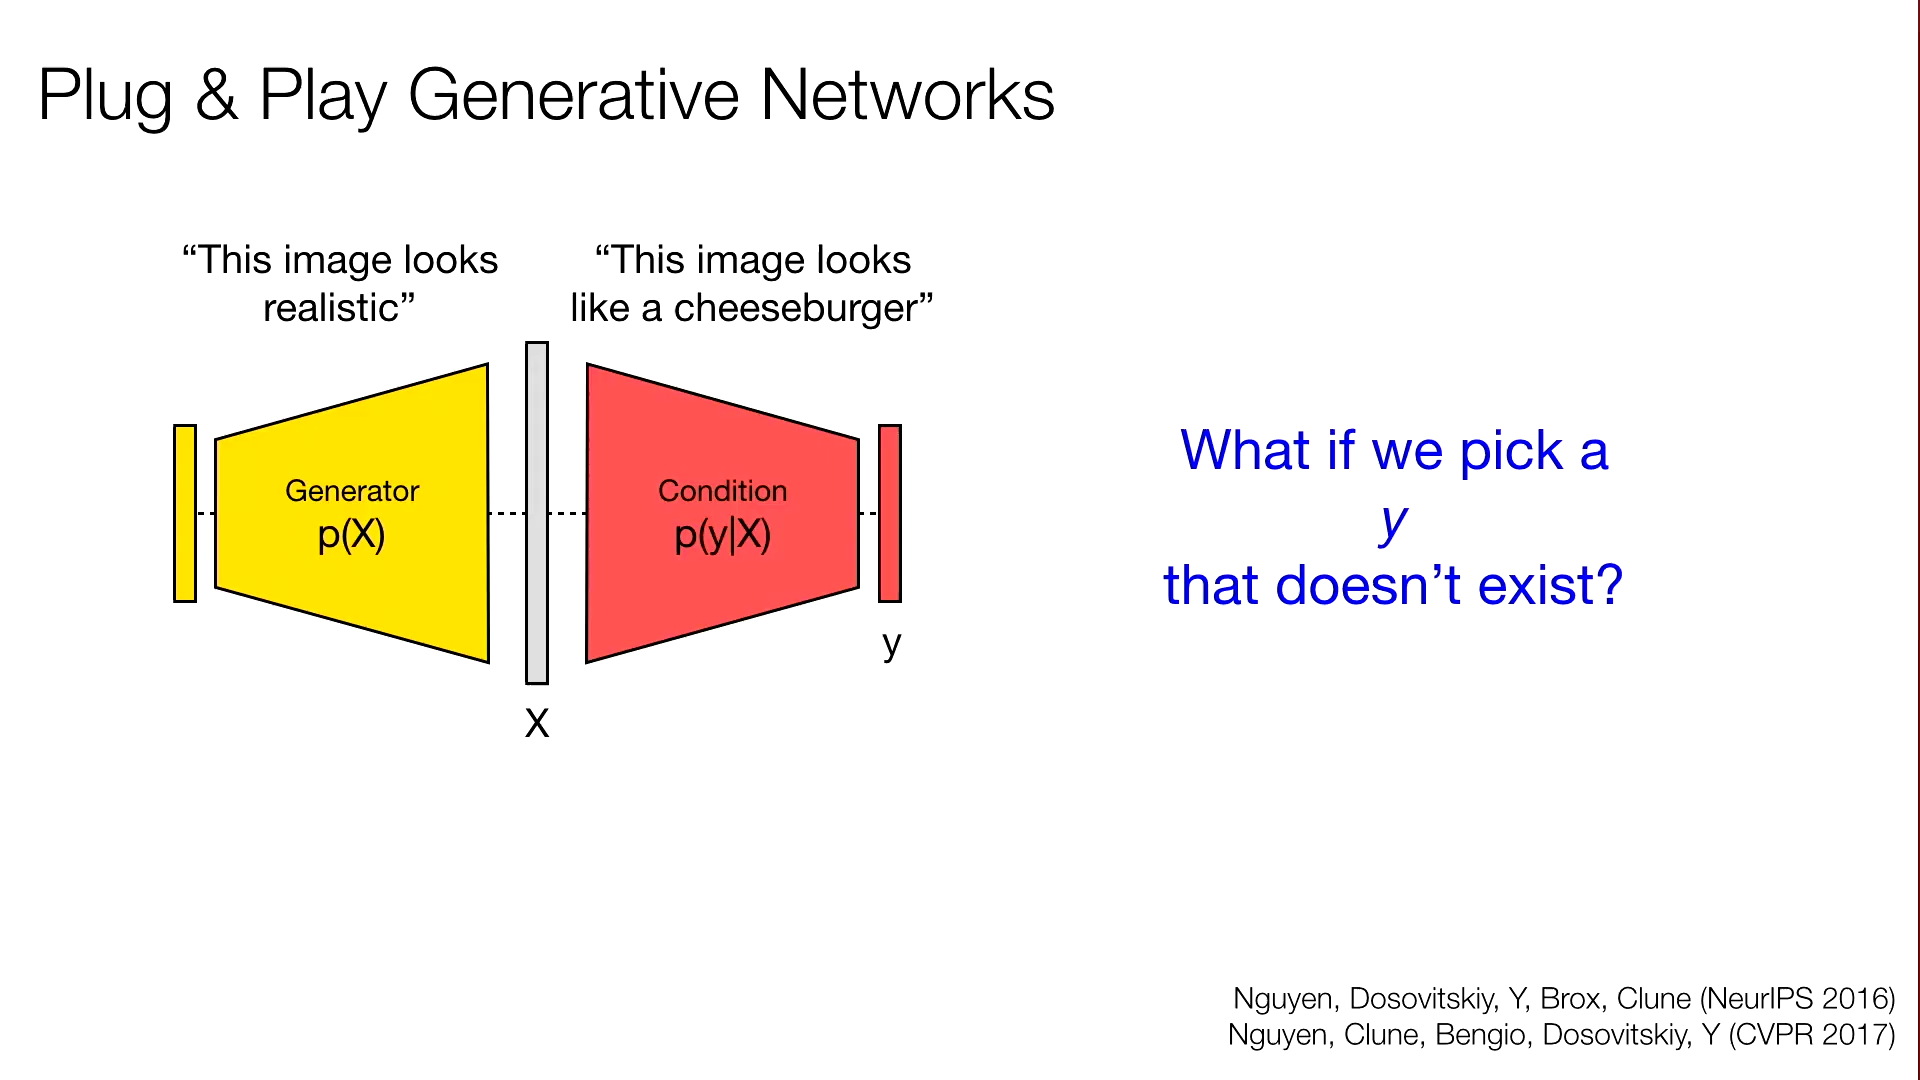 Plug & Play Generative Networks
“This image looks
realistic”
“This image looks
like a cheeseburger”
Generator
p(X)
Condition
p(y|X)
y
X
What if we pick a
y
that doesn’t exist?
Nguyen, Dosovitskiy, Y, Brox, Clune (NeurIPS 2016)
Nguyen, Clune, Bengio, Dosovitskiy, Y (CVPR 2017)